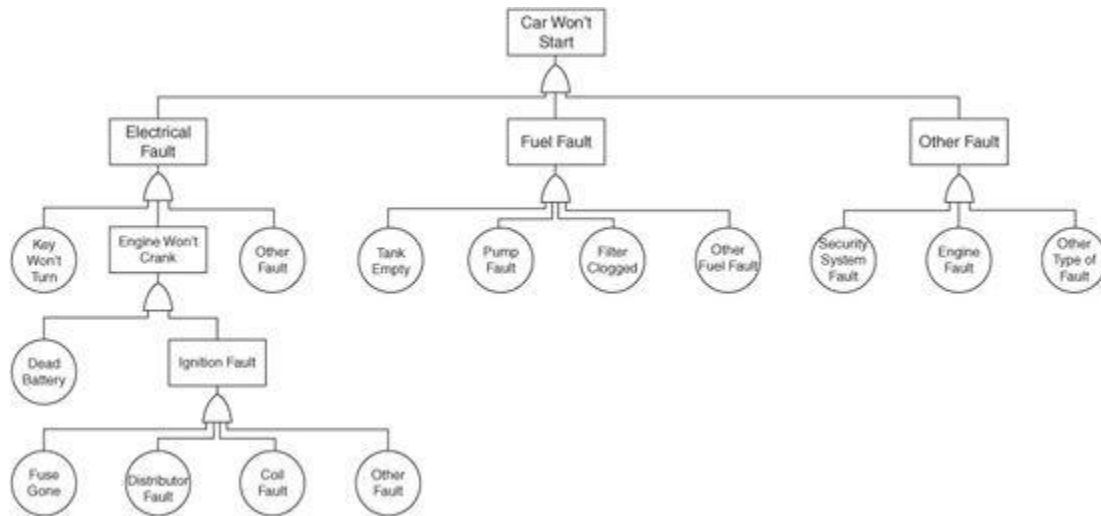 Car Won't
Start
Electrical
Fault
Fuel Fault
Other Fault
Key
Won't
Turn
Engine Won't
Crank
Other
Fault
Tank
Empty
Pump
Fault
Filter
Clogged
Other
Fuel Fault
Security
System
Fault
Engine
Fault
Other
Type of
Fault
Dead
Battery
Ignition Fault
Fuse
Gone
Distributor
Fault
Coil
Fault
Other
Fault